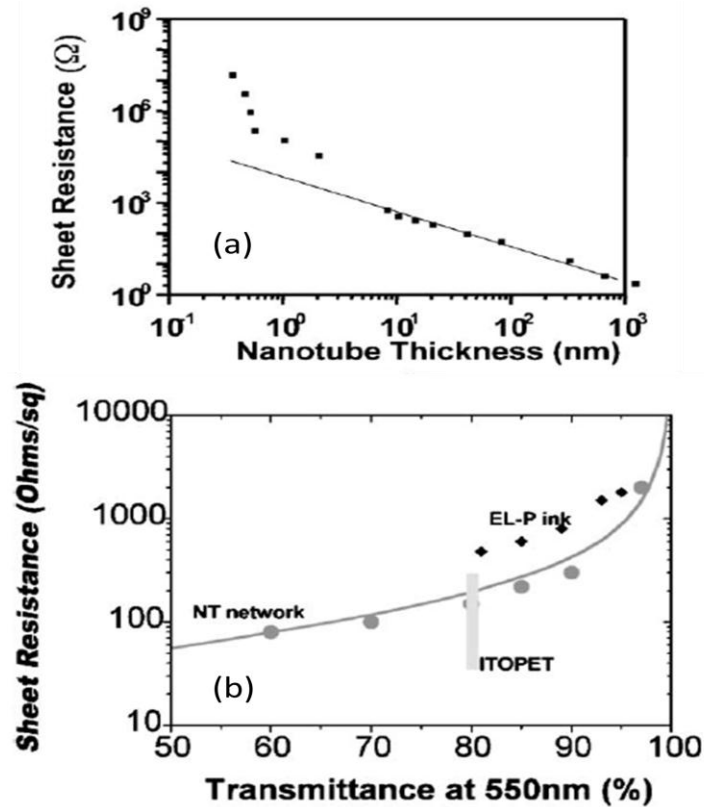 Sheet Resistance (Ω)
10⁹
10⁶
10³
10⁰
(a)
10⁻¹ 10⁰ 10¹ 10² 10³
Nanotube Thickness (nm)
Sheet Resistance (Ohms/sq)
10000
1000
100
10
EL-P ink
NT network
ITOPET
(b)
50 60 70 80 90 100
Transmittance at 550nm (%)